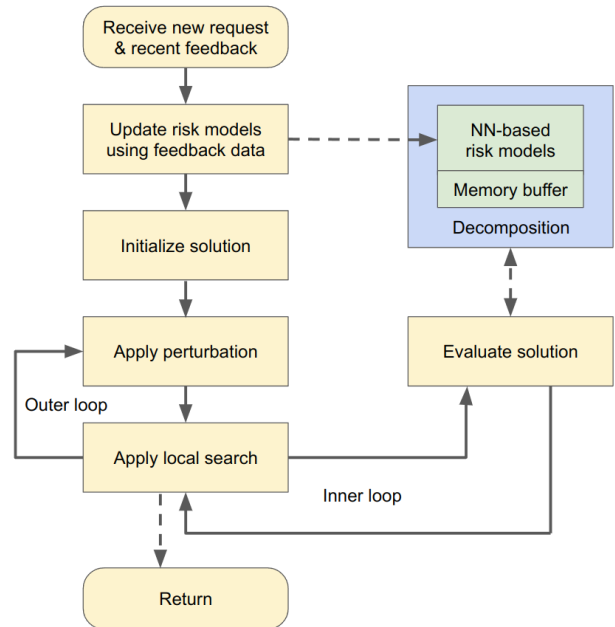 Receive new request
& recent feedback
Update risk models
using feedback data
NN-based
risk models
Memory buffer
Decomposition
Initialize solution
Apply perturbation
Evaluate solution
Outer loop
Apply local search
Inner loop
Return